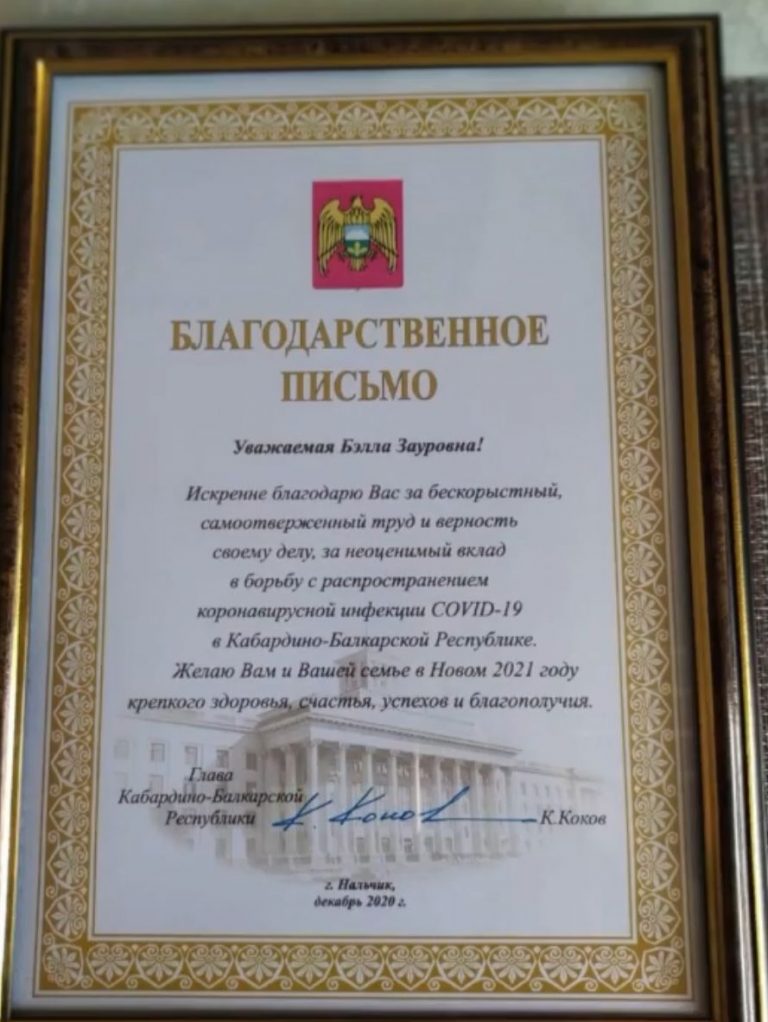 БЛАГОДАРСТВЕННОЕ
ПИСЬМО
Уважаемая Бэлла Зауровна!
Искренне благодарю Вас за бескорыстный,
самоотверженный труд и верность
своему делу, за неоценимый вклад
в борьбу с распространением
коронавирусной инфекции COVID-19
в Кабардино-Балкарской Республике.
Желаю Вам и Вашей семье в Новом 2021 году
крепкого здоровья, счастья, успехов и благополучия.
Глава
Кабардино-Балкарской
Республики К. Коков К.Коков
г. Нальчик,
декабрь 2020 г.